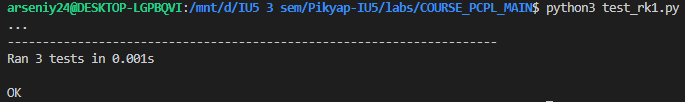 arseniy24@DESKTOP-LGPBQVI:/mnt/d/IU5 3 sem/Pikyap-IU5/labs/COURSE_PCPL_MAIN$ python3 test_rk1.py
...
----------------------------------------------------------------------
Ran 3 tests in 0.001s
OK